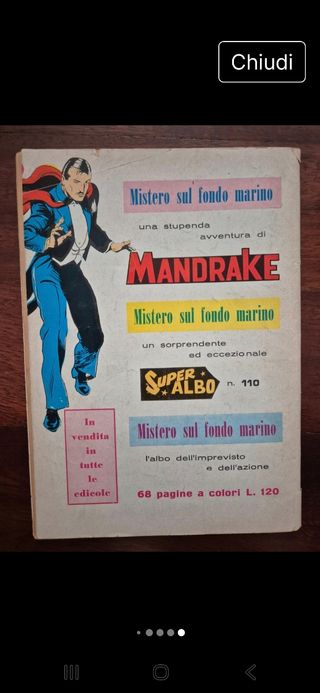 Chiudi
Mistero sul fondo marino
una stupenda
avventura di
MANDRAKE
Mistero sul fondo marino
un sorprendente
ed eccezionale
SUPER
ALBO
n. 110
Mistero sul fondo marino
l'albo dell'imprevisto
e dell'azione
68 pagine a colori L. 120
In
vendita
in
tutte
le
edicole